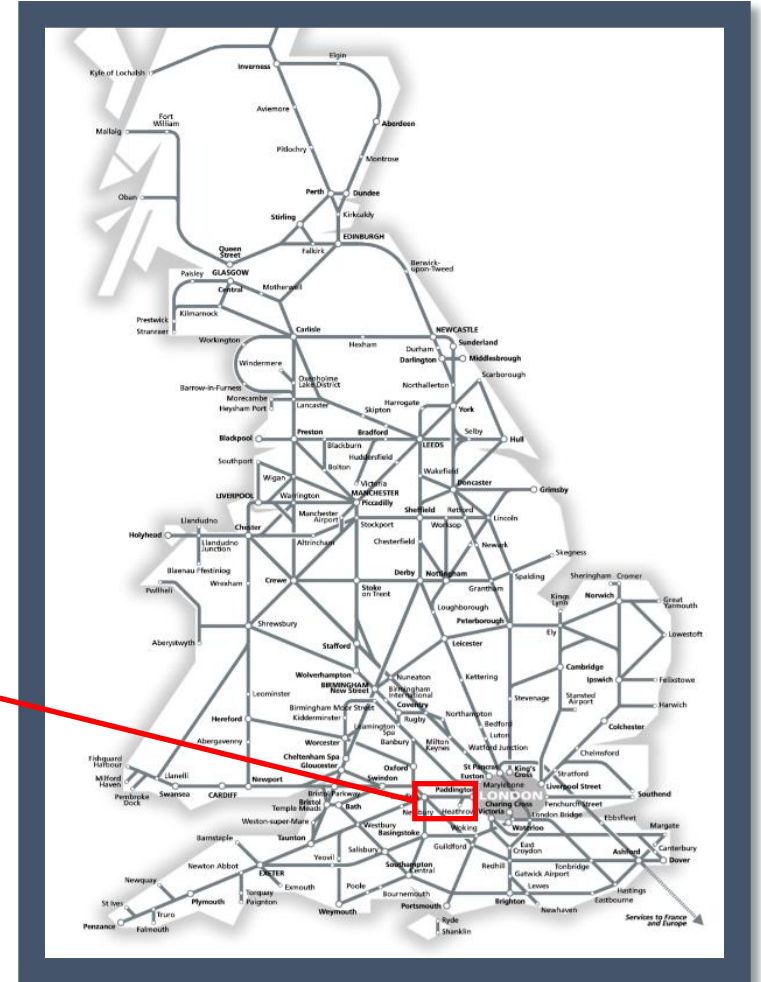 Elgin
Inverness
Kyle of Lochalsh
Aviemore
Fort
William
Mallaig
Aberdeen
Pitlochry
Montrose
Perth
Dundee
Oban
Stirling
Kirkcaldy
EDINBURGH
Falkirk
Queen
Street
GLASGOW
Central
Berwick-
upon-Tweed
Paisley
Motherwell
Prestwick
Stranraer
Kilmarnock
Carlisle
NEWCASTLE
Workington
Hexham
Durham
Sunderland
Darlington
Middlesbrough
Windermere
Scarborough
Oxenholme
Lake District
Barrow-in-Furness
Northallerton
Morecambe
Heysham Port
Lancaster
Harrogate
Skipton
York
Blackpool
Preston
Bradford
LEEDS
Selby
Hull
Blackburn
Huddersfield
Southport
Bolton
Wakefield
Wigan
Victoria
Doncaster
LIVERPOOL
Warrington
MANCHESTER
Piccadilly
Grimsby
Manchester
Airport
Sheffield
Retford
Lincoln
Llandudno
Chester
Stockport
Worksop
Holyhead
Llandudno
Junction
Altrincham
Chesterfield
Newark
Skegness
Blaenau Ffestiniog
Pwllheli
Wrexham
Crewe
Stoke
on Trent
Derby
Nottingham
Grantham
Spalding
Sheringham
Cromer
Kings
Lynn
Norwich
Great
Yarmouth
Loughborough
Peterborough
Shrewsbury
Aberystwyth
Stafford
Leicester
Ely
Lowestoft
Wolverhampton
BIRMINGHAM
New Street
Nuneaton
Birmingham
International
Kettering
Cambridge
Ipswich
Felixstowe
Leominster
Birmingham Moor Street
Coventry
Stevenage
Stansted
Airport
Harwich
Hereford
Kidderminster
Rugby
Northampton
Leamington
Spa
Bedford
Colchester
Abergavenny
Worcester
Banbury
Milton
Keynes
Luton
Watford Junction
Chelmsford
Fishguard
Harbour
Cheltenham Spa
Gloucester
Oxford
St Pancras
King's
Cross
Euston
Stratford
Milford
Haven
Llanelli
Newport
Swindon
Marylebone
Liverpool Street
Pembroke
Dock
Swansea
CARDIFF
Bristol Parkway
Paddington
LONDON
Southend
Bristol
Temple Meads
Bath
Newbury
Heathrow
Charing Cross
Victoria
Fenchurch Street
London Bridge
Ebbsfleet
Weston-super-Mare
Westbury
Basingstoke
Woking
Waterloo
Margate
Barnstaple
Taunton
Salisbury
Guildford
East
Croydon
Canterbury
Newton Abbot
Yeovil
Southampton
Central
Redhill
Tonbridge
Ashford
Dover
Newquay
EXETER
Gatwick Airport
Exmouth
Poole
Lewes
Hastings
St Ives
Plymouth
Torquay
Paignton
Bournemouth
Eastbourne
Truro
Weymouth
Portsmouth
Brighton
Newhaven
Penzance
Falmouth
Ryde
Shanklin
Services to France
and Europe